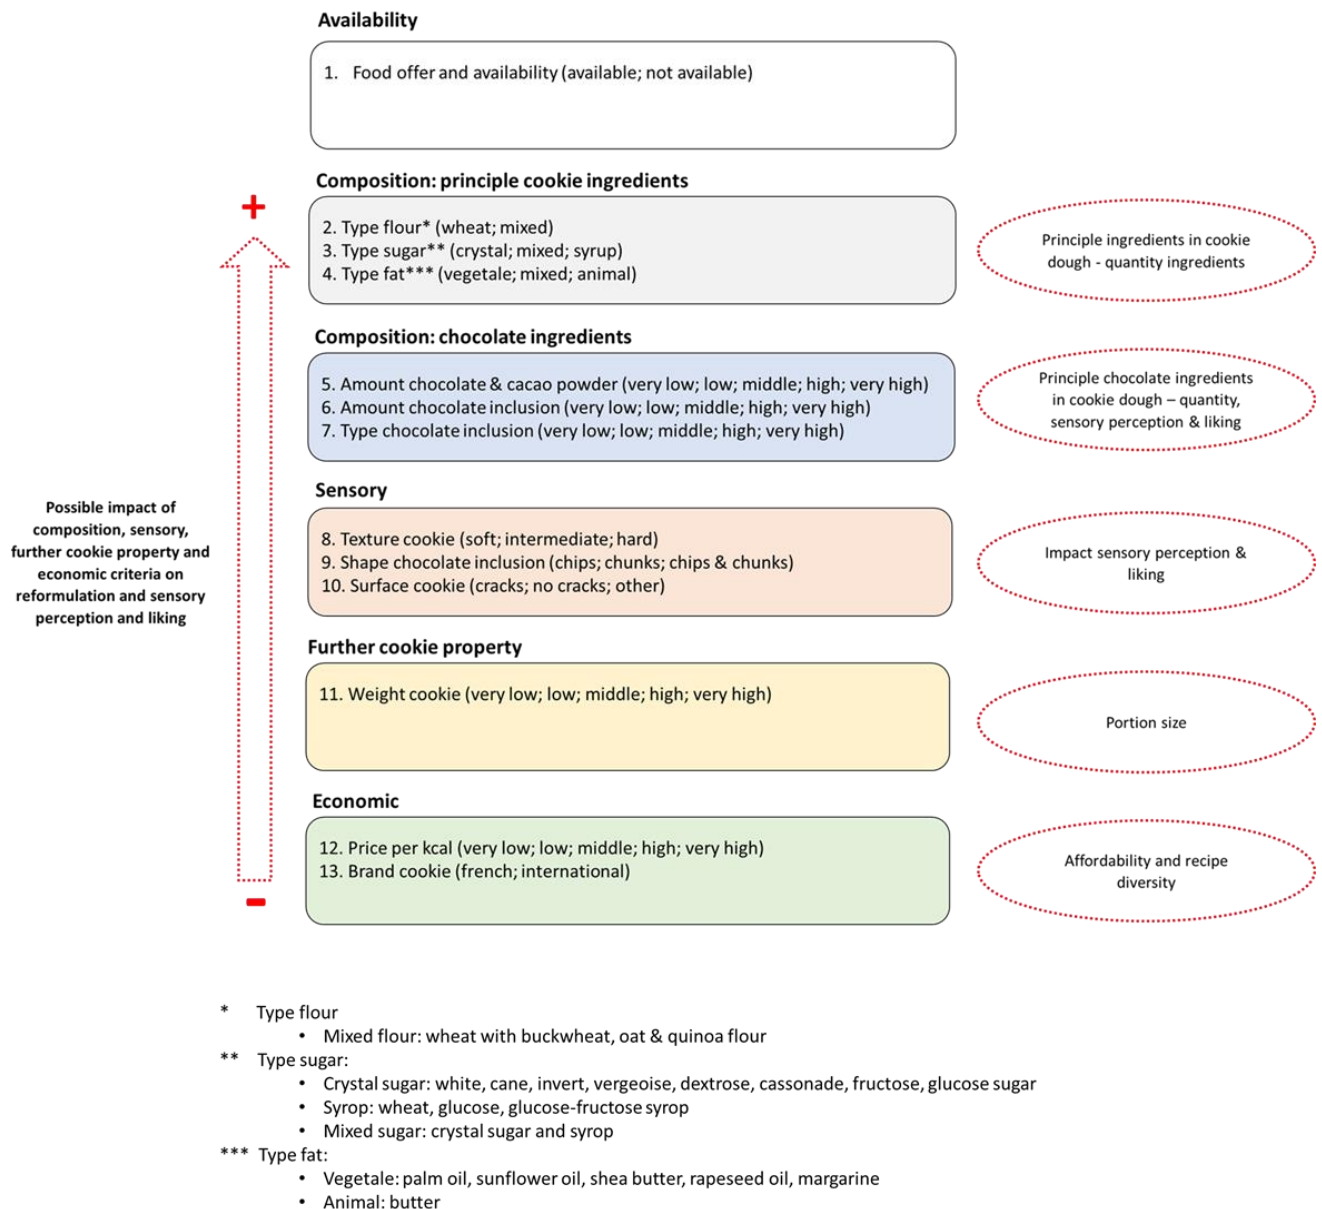 Availability
1. Food offer and availability (available; not available)
Composition: principle cookie ingredients
+
2. Type flour* (wheat; mixed)
3. Type sugar** (crystal; mixed; syrup)
4. Type fat*** (vegetale; mixed; animal)
Principle ingredients in cookie
dough - quantity ingredients
Composition: chocolate ingredients
5. Amount chocolate & cacao powder (very low; low; middle; high; very high)
6. Amount chocolate inclusion (very low; low; middle; high; very high)
7. Type chocolate inclusion (very low; low; middle; high; very high)
Principle chocolate ingredients
in cookie dough – quantity,
sensory perception & liking
Sensory
8. Texture cookie (soft; intermediate; hard)
9. Shape chocolate inclusion (chips; chunks; chips & chunks)
10. Surface cookie (cracks; no cracks; other)
Impact sensory perception &
liking
Possible impact of
composition, sensory,
further cookie property and
economic criteria on
reformulation and sensory
perception and liking
Further cookie property
11. Weight cookie (very low; low; middle; high; very high)
Portion size
Economic
12. Price per kcal (very low; low; middle; high; very high)
13. Brand cookie (french; international)
Affordability and recipe
diversity
-
* Type flour
• Mixed flour: wheat with buckwheat, oat & quinoa flour
** Type sugar:
• Crystal sugar: white, cane, invert, vergeoise, dextrose, cassonade, fructose, glucose sugar
• Syrop: wheat, glucose, glucose-fructose syrop
• Mixed sugar: crystal sugar and syrop
*** Type fat:
• Vegetale: palm oil, sunflower oil, shea butter, rapeseed oil, margarine
• Animal: butter